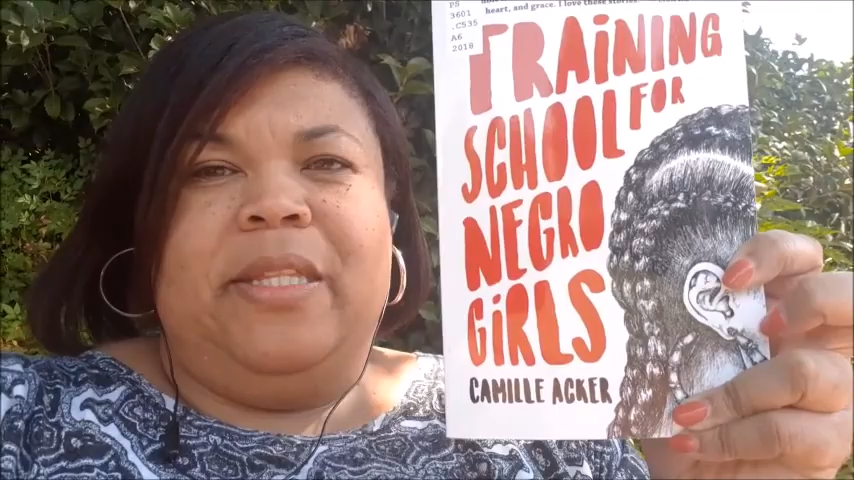 PS
3601
.C535
A6
2018
heart, and grace. I love these stories.
TRAINING
SCHOOL FOR
NEGRO
GIRLS
CAMILLE ACKER